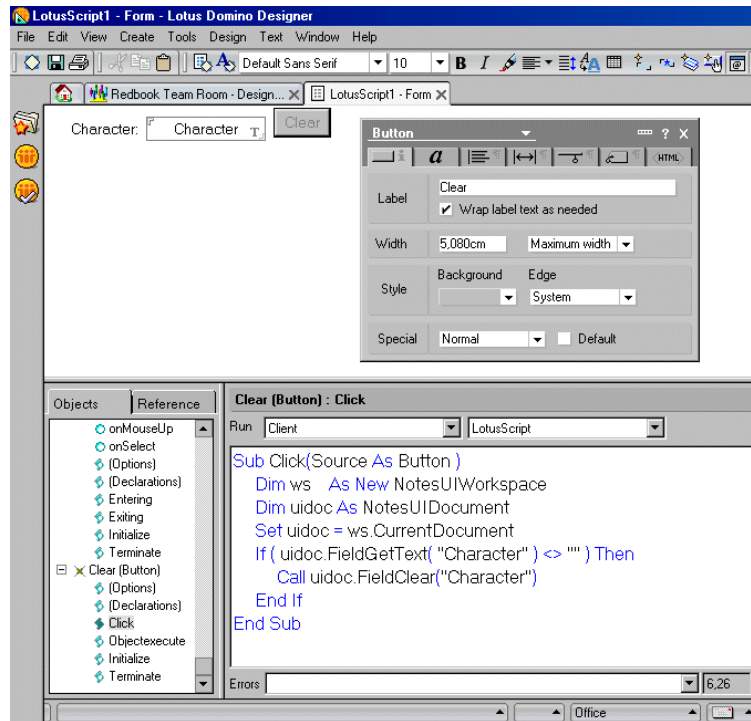 LotusScript1 - Form - Lotus Domino Designer
File Edit View Create Tools Design Text Window Help
Default Sans Serif 10 B I
Redbook Team Room - Design... LotusScript1 - Form
Character: Character T Clear
Button ? X
i a HTML
Label Clear
Wrap label text as needed
Width 5,080cm Maximum width
Background Edge
Style System
Special Normal Default
Objects Reference
onMouseUp
onSelect
(Options)
(Declarations)
Entering
Exiting
Initialize
Terminate
Clear (Button)
(Options)
(Declarations)
Click
Objectexecute
Initialize
Terminate
Clear (Button) : Click
Run Client LotusScript
Sub Click(Source As Button )
Dim ws As New NotesUIWorkspace
Dim uidoc As NotesUIDocument
Set uidoc = ws.CurrentDocument
If ( uidoc.FieldGetText( "Character" ) <> "" ) Then
Call uidoc.FieldClear("Character")
End If
End Sub
Errors 6,26
Office